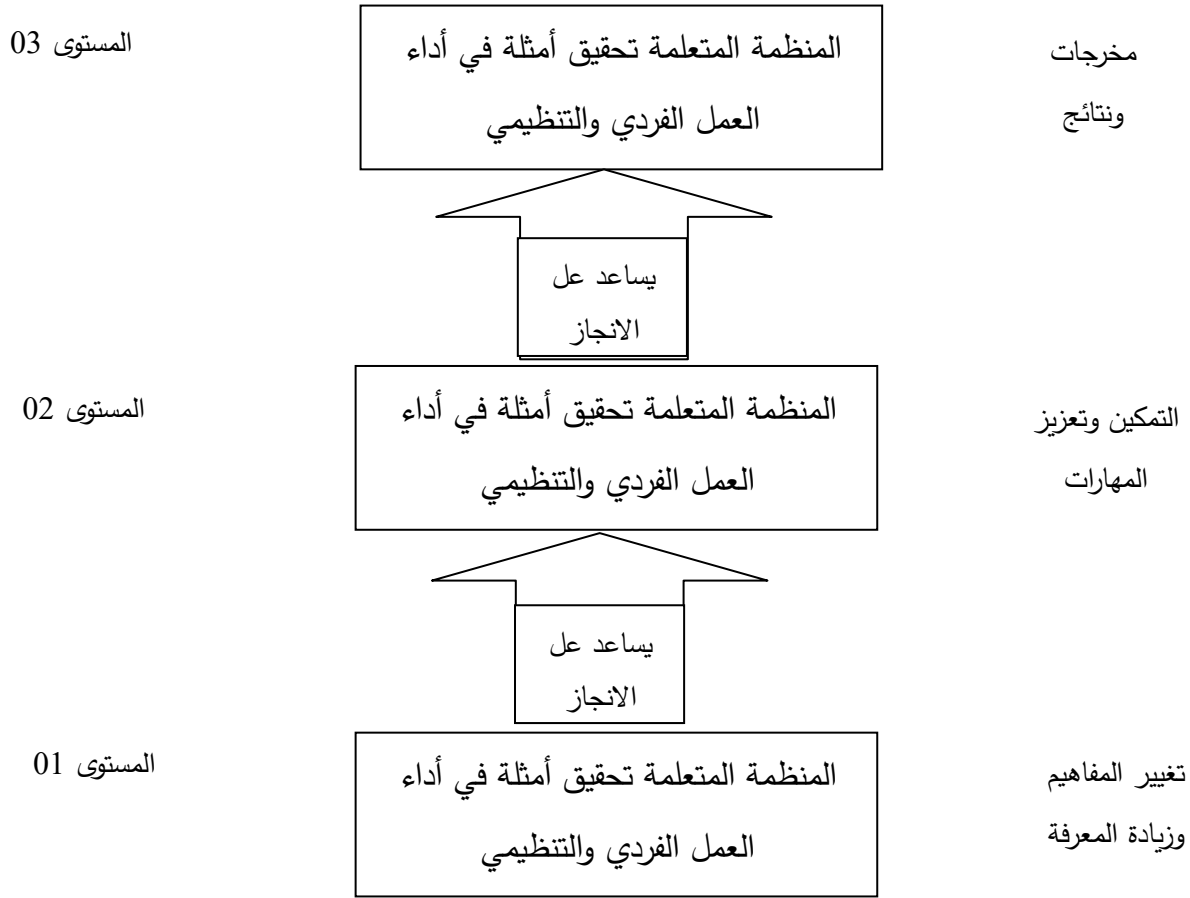 مخرجات
ونتائج
المنظمة المتعلمة تحقيق أمثلة في أداء
العمل الفردي والتنظيمي
المستوى 03
يساعد عل
الانجاز
التمكين وتعزيز
المهارات
المنظمة المتعلمة تحقيق أمثلة في أداء
العمل الفردي والتنظيمي
المستوى 02
يساعد عل
الانجاز
تغيير المفاهيم
وزيادة المعرفة
المنظمة المتعلمة تحقيق أمثلة في أداء
العمل الفردي والتنظيمي
المستوى 01